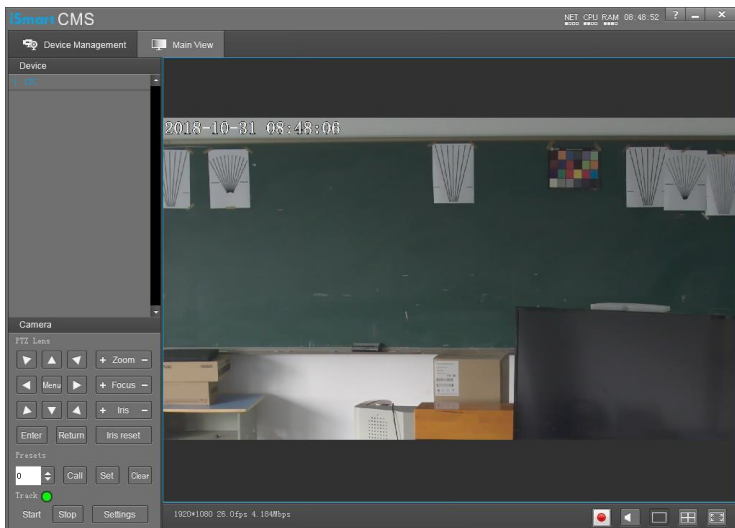 iSmart CMS
NET CPU RAM 08:48:52 ?
Device Management
Main View
Device
2018-10-31 08:48:06
Camera
PTZ Lens
+ Zoom −
Menu
+ Focus −
+ Iris −
Enter
Return
Iris reset
Presets
0
Call
Set
Clear
Track
Start
Stop
Settings
1920*1080 25.0fps 4.184Mbps